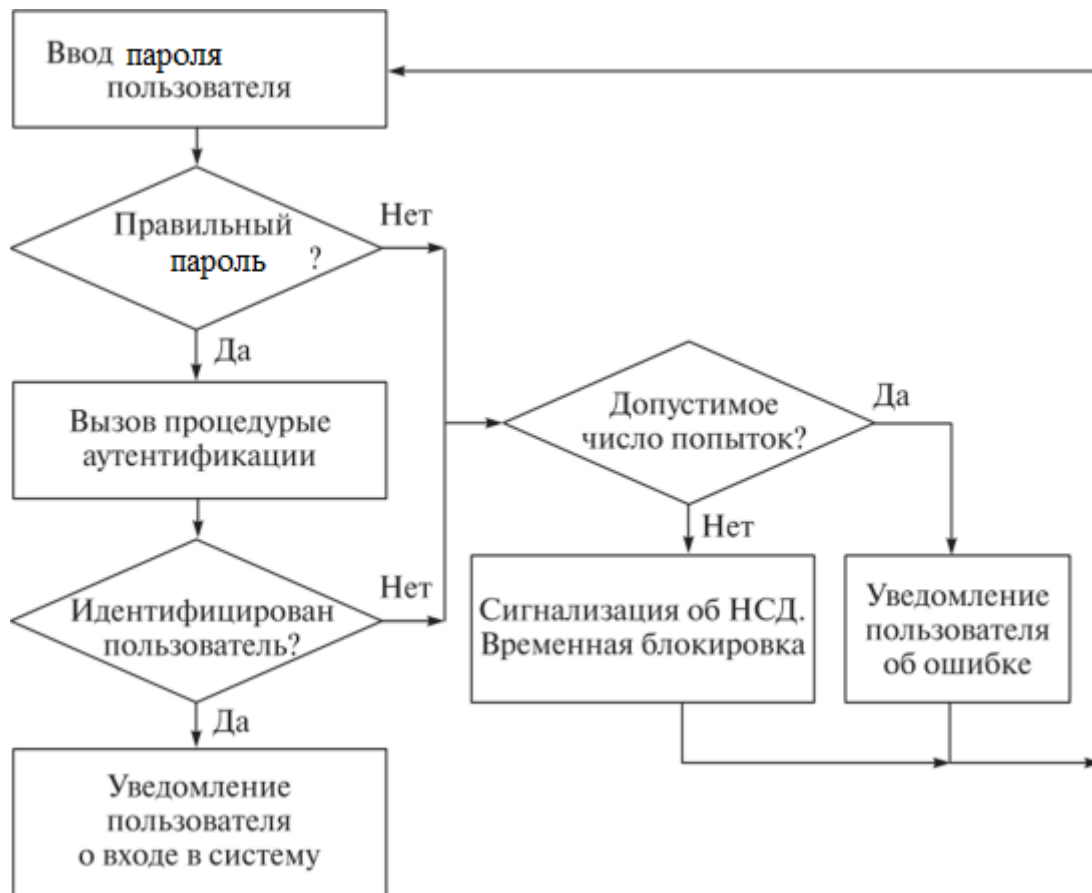 Ввод пароля
пользователя
Правильный
пароль ?
Нет
Да
Вызов процедурые
аутентификации
Допустимое
число попыток?
Да
Нет
Идентифицирован
пользователь?
Нет
Да
Сигнализация об НСД.
Временная блокировка
Уведомление
пользователя
об ошибке
Уведомление
пользователя
о входе в систему